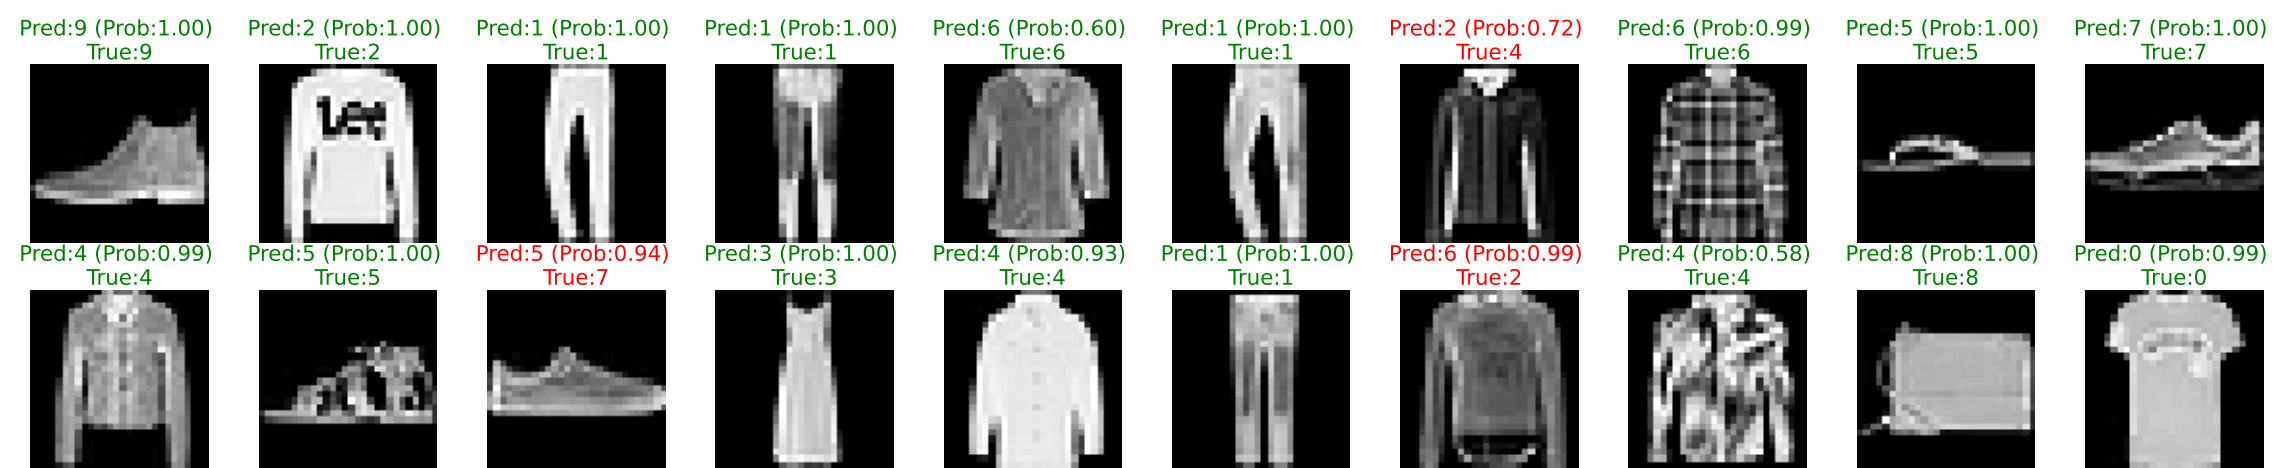 Pred:9 (Prob:1.00)
True:9
Pred:2 (Prob:1.00)
True:2
Pred:1 (Prob:1.00)
True:1
Pred:1 (Prob:1.00)
True:1
Pred:6 (Prob:0.60)
True:6
Pred:1 (Prob:1.00)
True:1
Pred:2 (Prob:0.72)
True:4
Pred:6 (Prob:0.99)
True:6
Pred:5 (Prob:1.00)
True:5
Pred:7 (Prob:1.00)
True:7
Lee
Pred:4 (Prob:0.99)
True:4
Pred:5 (Prob:1.00)
True:5
Pred:5 (Prob:0.94)
True:7
Pred:3 (Prob:1.00)
True:3
Pred:4 (Prob:0.93)
True:4
Pred:1 (Prob:1.00)
True:1
Pred:6 (Prob:0.99)
True:2
Pred:4 (Prob:0.58)
True:4
Pred:8 (Prob:1.00)
True:8
Pred:0 (Prob:0.99)
True:0